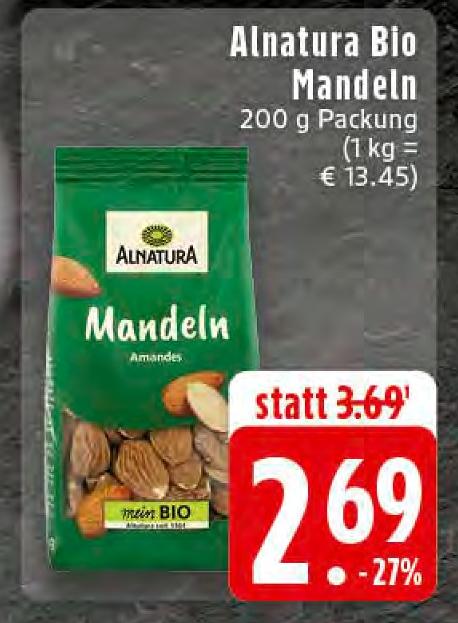 Alnatura Bio
Mandeln
200 g Packung
(1 kg =
€ 13.45)
ALNATURA
Mandeln
Amandes
mein BIO
statt 3.69¹
2.69
- 27%